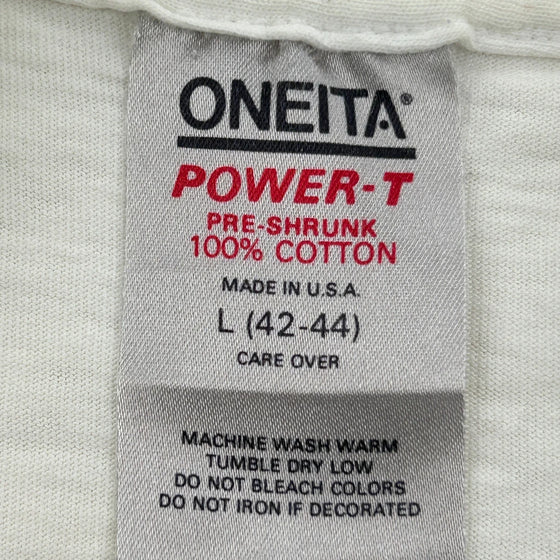 ONEITA®
POWER-T
PRE-SHRUNK
100% COTTON
MADE IN U.S.A.
L (42-44)
CARE OVER
MACHINE WASH WARM
TUMBLE DRY LOW
DO NOT BLEACH COLORS
DO NOT IRON IF DECORATED